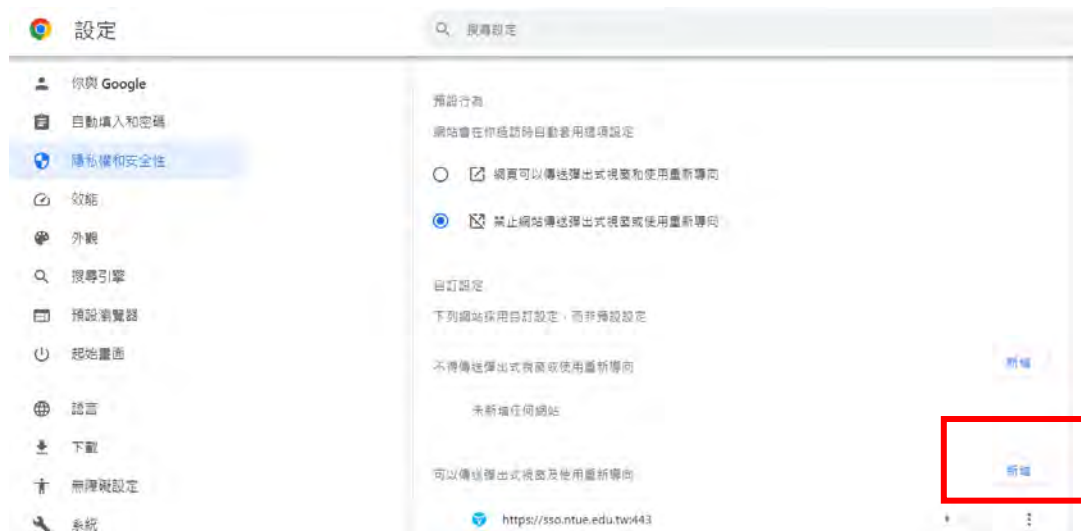 設定
搜尋設定
你與 Google
自動填入和密碼
隱私權和安全性
效能
外觀
搜尋引擎
預設瀏覽器
起始畫面
語言
下載
無障礙設定
系統
預設行為
網站會在你造訪時自動套用這項設定
網頁可以傳送彈出式視窗和使用重新導向
禁止網站傳送彈出式視窗或使用重新導向
自訂設定
下列網站採用自訂設定，而非預設設定
不得傳送彈出式視窗或使用重新導向
新增
未新增任何網站
可以傳送彈出式視窗及使用重新導向
新增
https://sso.ntue.edu.tw:443